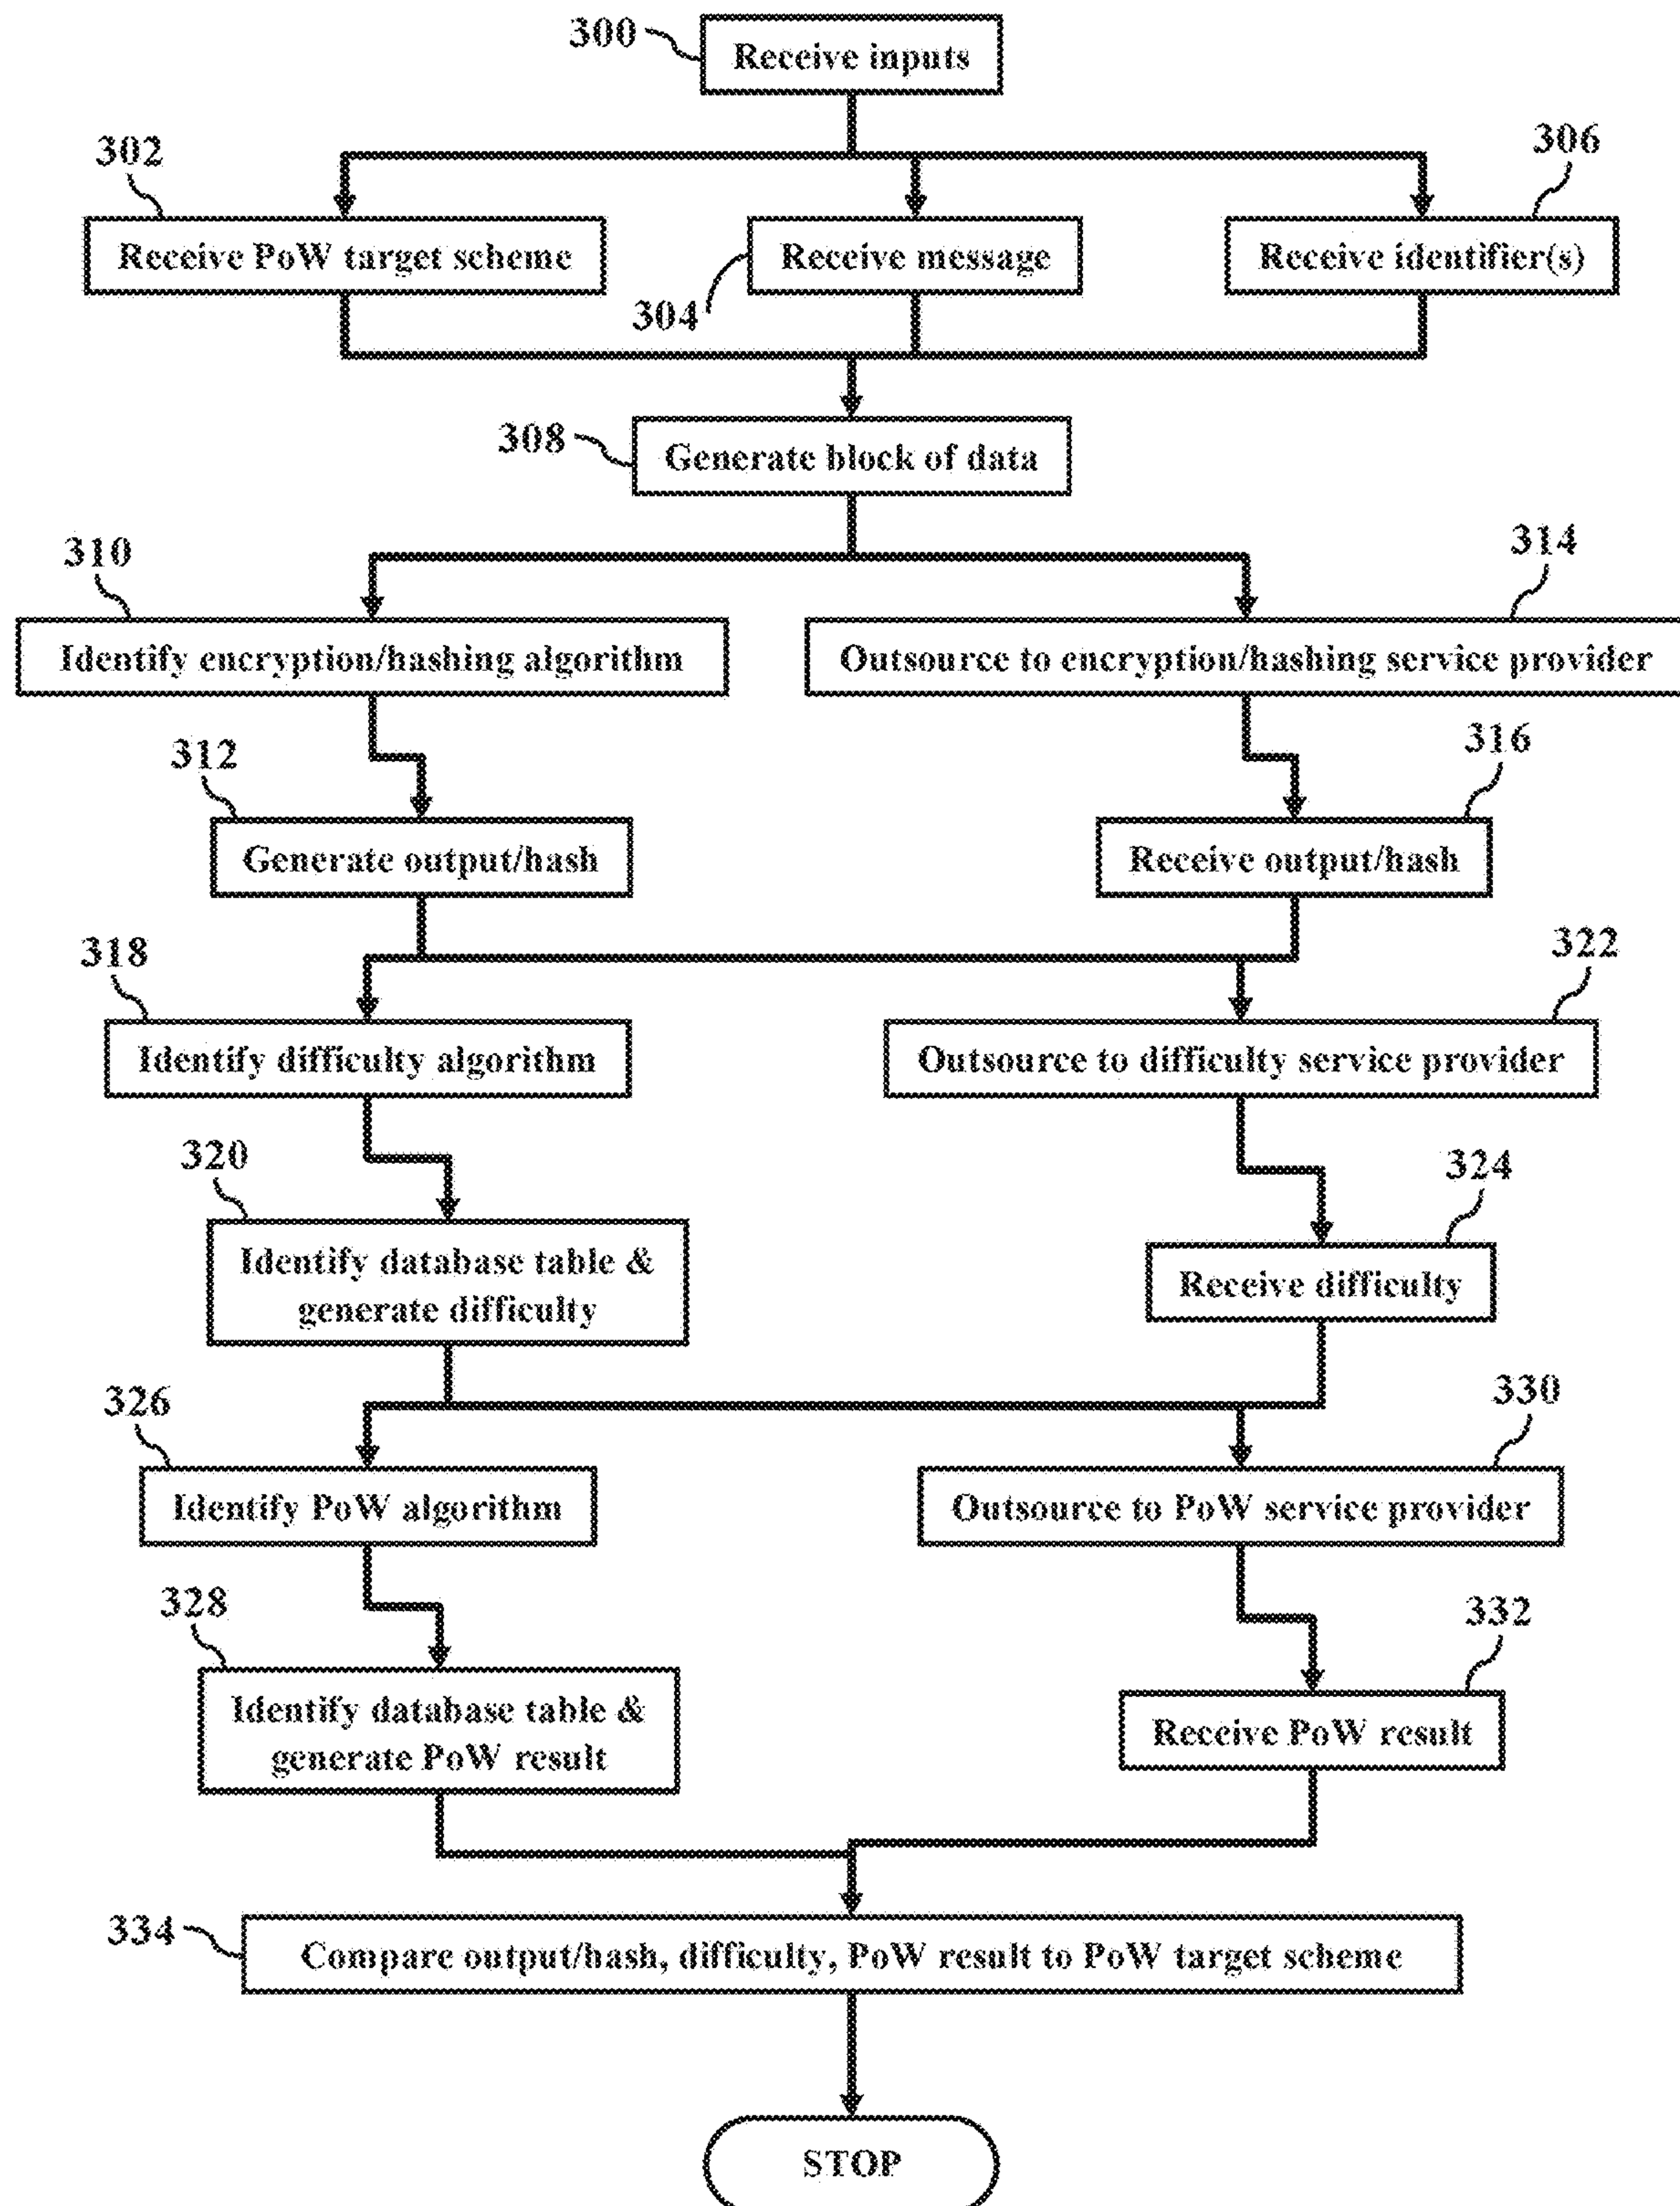 300
Receive inputs
302
306
Receive PoW target scheme
Receive message
Receive identifier(s)
304
308
Generate block of data
310
314
Identify encryption/hashing algorithm
Outsource to encryption/hashing service provider
312
316
Generate output/hash
Receive output/hash
318
322
Identify difficulty algorithm
Outsource to difficulty service provider
320
324
Identify database table &
generate difficulty
Receive difficulty
326
330
Identify PoW algorithm
Outsource to PoW service provider
328
332
Identify database table &
generate PoW result
Receive PoW result
334
Compare output/hash, difficulty, PoW result to PoW target scheme
STOP